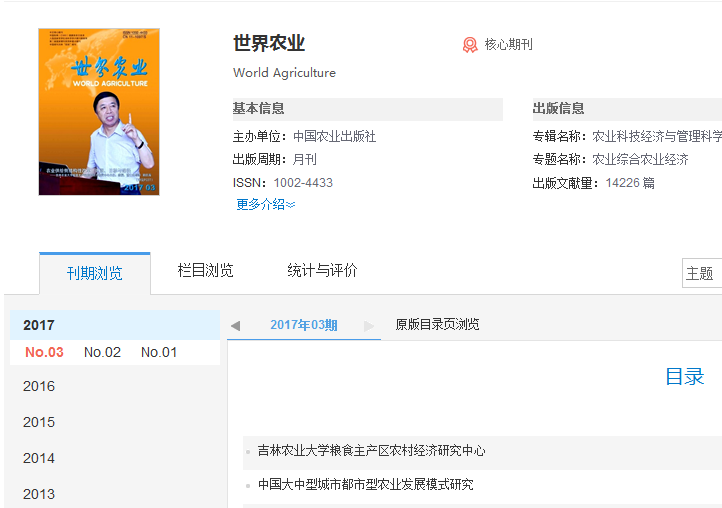 世界农业
WORLD AGRICULTURE
2017 03
世界农业
核心期刊
World Agriculture
基本信息
主办单位：中国农业出版社
出版周期：月刊
ISSN：1002-4433
更多介绍
出版信息
专辑名称：农业科技经济与管理科学
专题名称：农业综合农业经济
出版文献量：14226 篇
刊期浏览
栏目浏览
统计与评价
主题
2017
No.03 No.02 No.01
2016
2015
2014
2013
2017年03期
原版目录页浏览
目录
吉林农业大学粮食主产区农村经济研究中心
中国大中型城市都市型农业发展模式研究